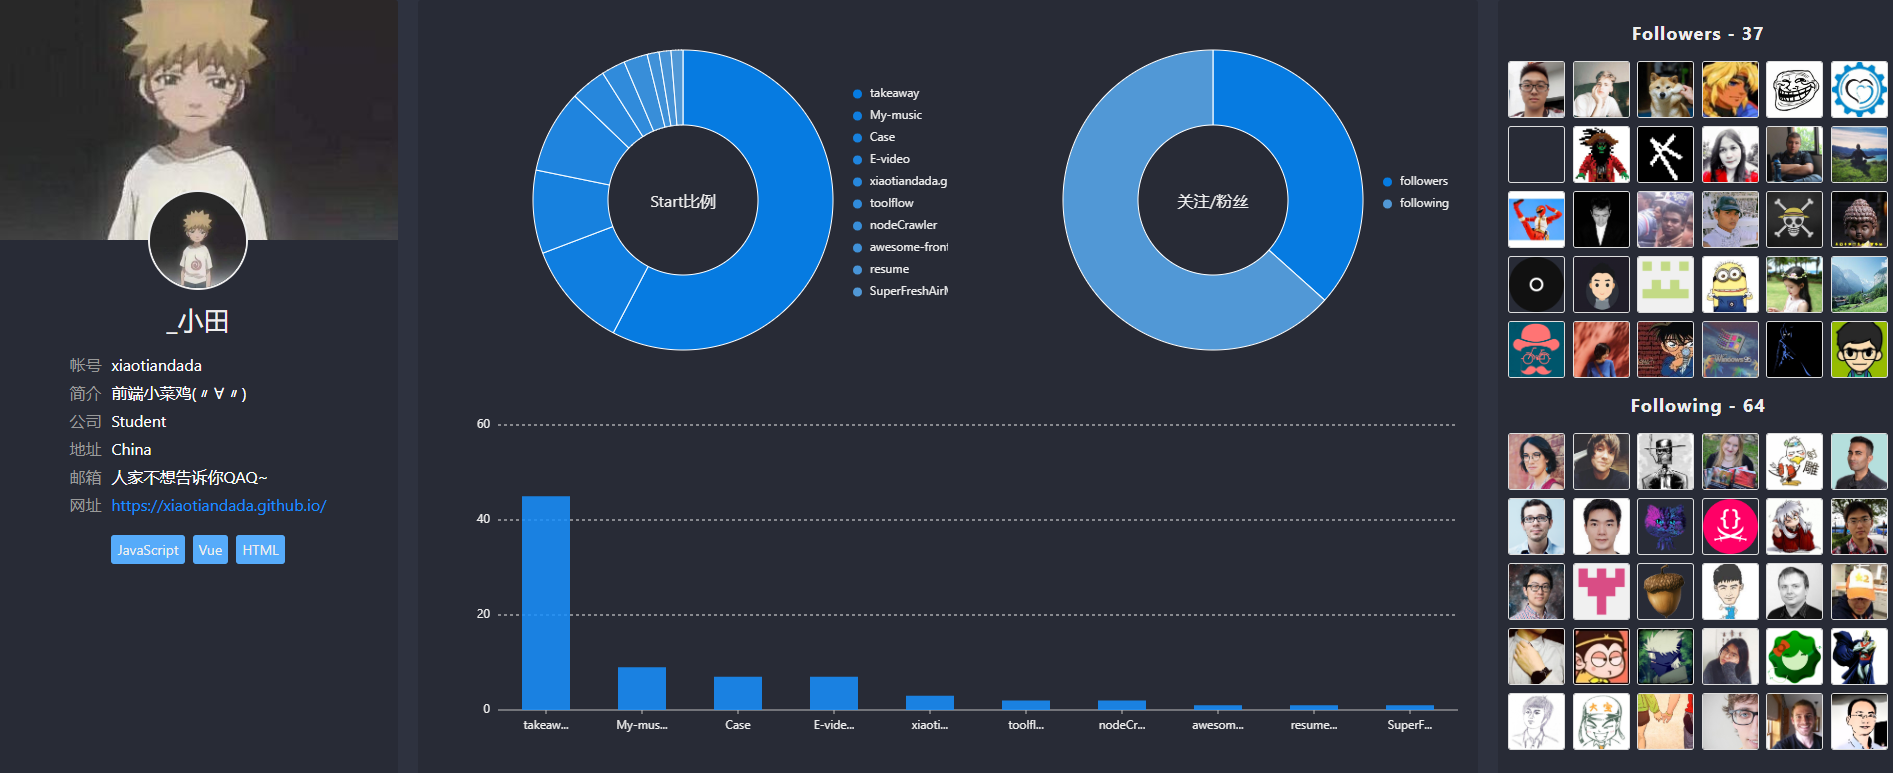 _小田
帐号 xiaotiandada
简介 前端小菜鸡(〃∀〃)
公司 Student
地址 China
邮箱 人家不想告诉你QAQ~
网址 https://xiaotiandada.github.io/
JavaScript Vue HTML
Start比例
takeaway
My-music
Case
E-video
xiaotiandada.g
toolflow
nodeCrawler
awesome-front
resume
SuperFreshAirM
关注/粉丝
followers
following
60
40
20
0
takeaw... My-mus... Case E-vide... xiaoti... toolfl... nodeCr... awesom... resume... SuperF...
Followers - 37
Following - 64